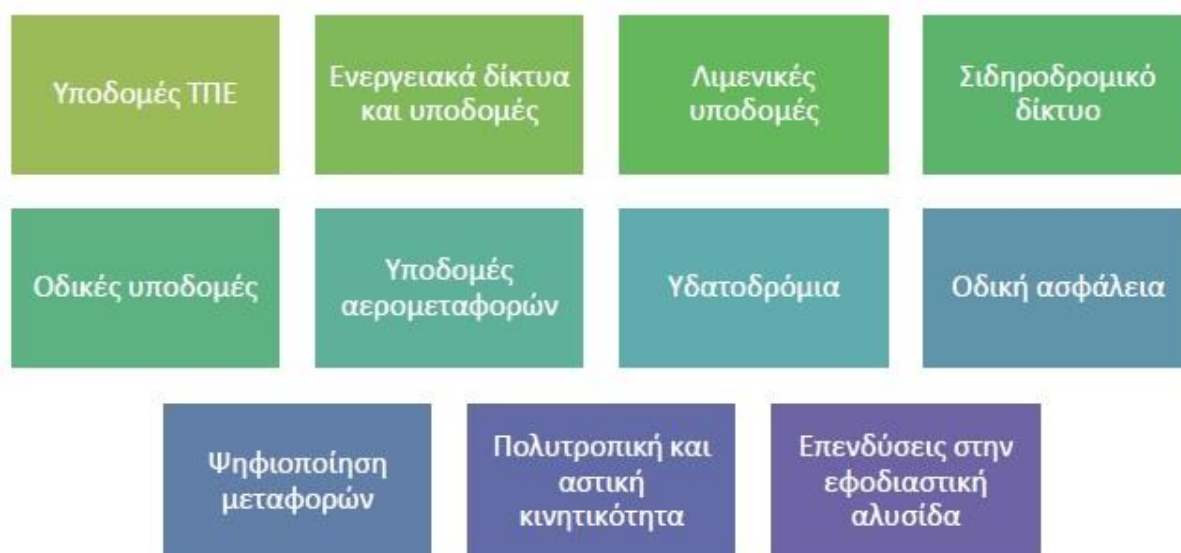 Υποδομές ΤΠΕ
Ενεργειακά δίκτυα
και υποδομές
Λιμενικές
υποδομές
Σιδηροδρομικό
δίκτυο
Οδικές υποδομές
Υποδομές
αερομεταφορών
Υδατοδρόμια
Οδική ασφάλεια
Ψηφιοποίηση
μεταφορών
Πολυτροπική και
αστική
κινητικότητα
Επενδύσεις στην
εφοδιαστική
αλυσίδα